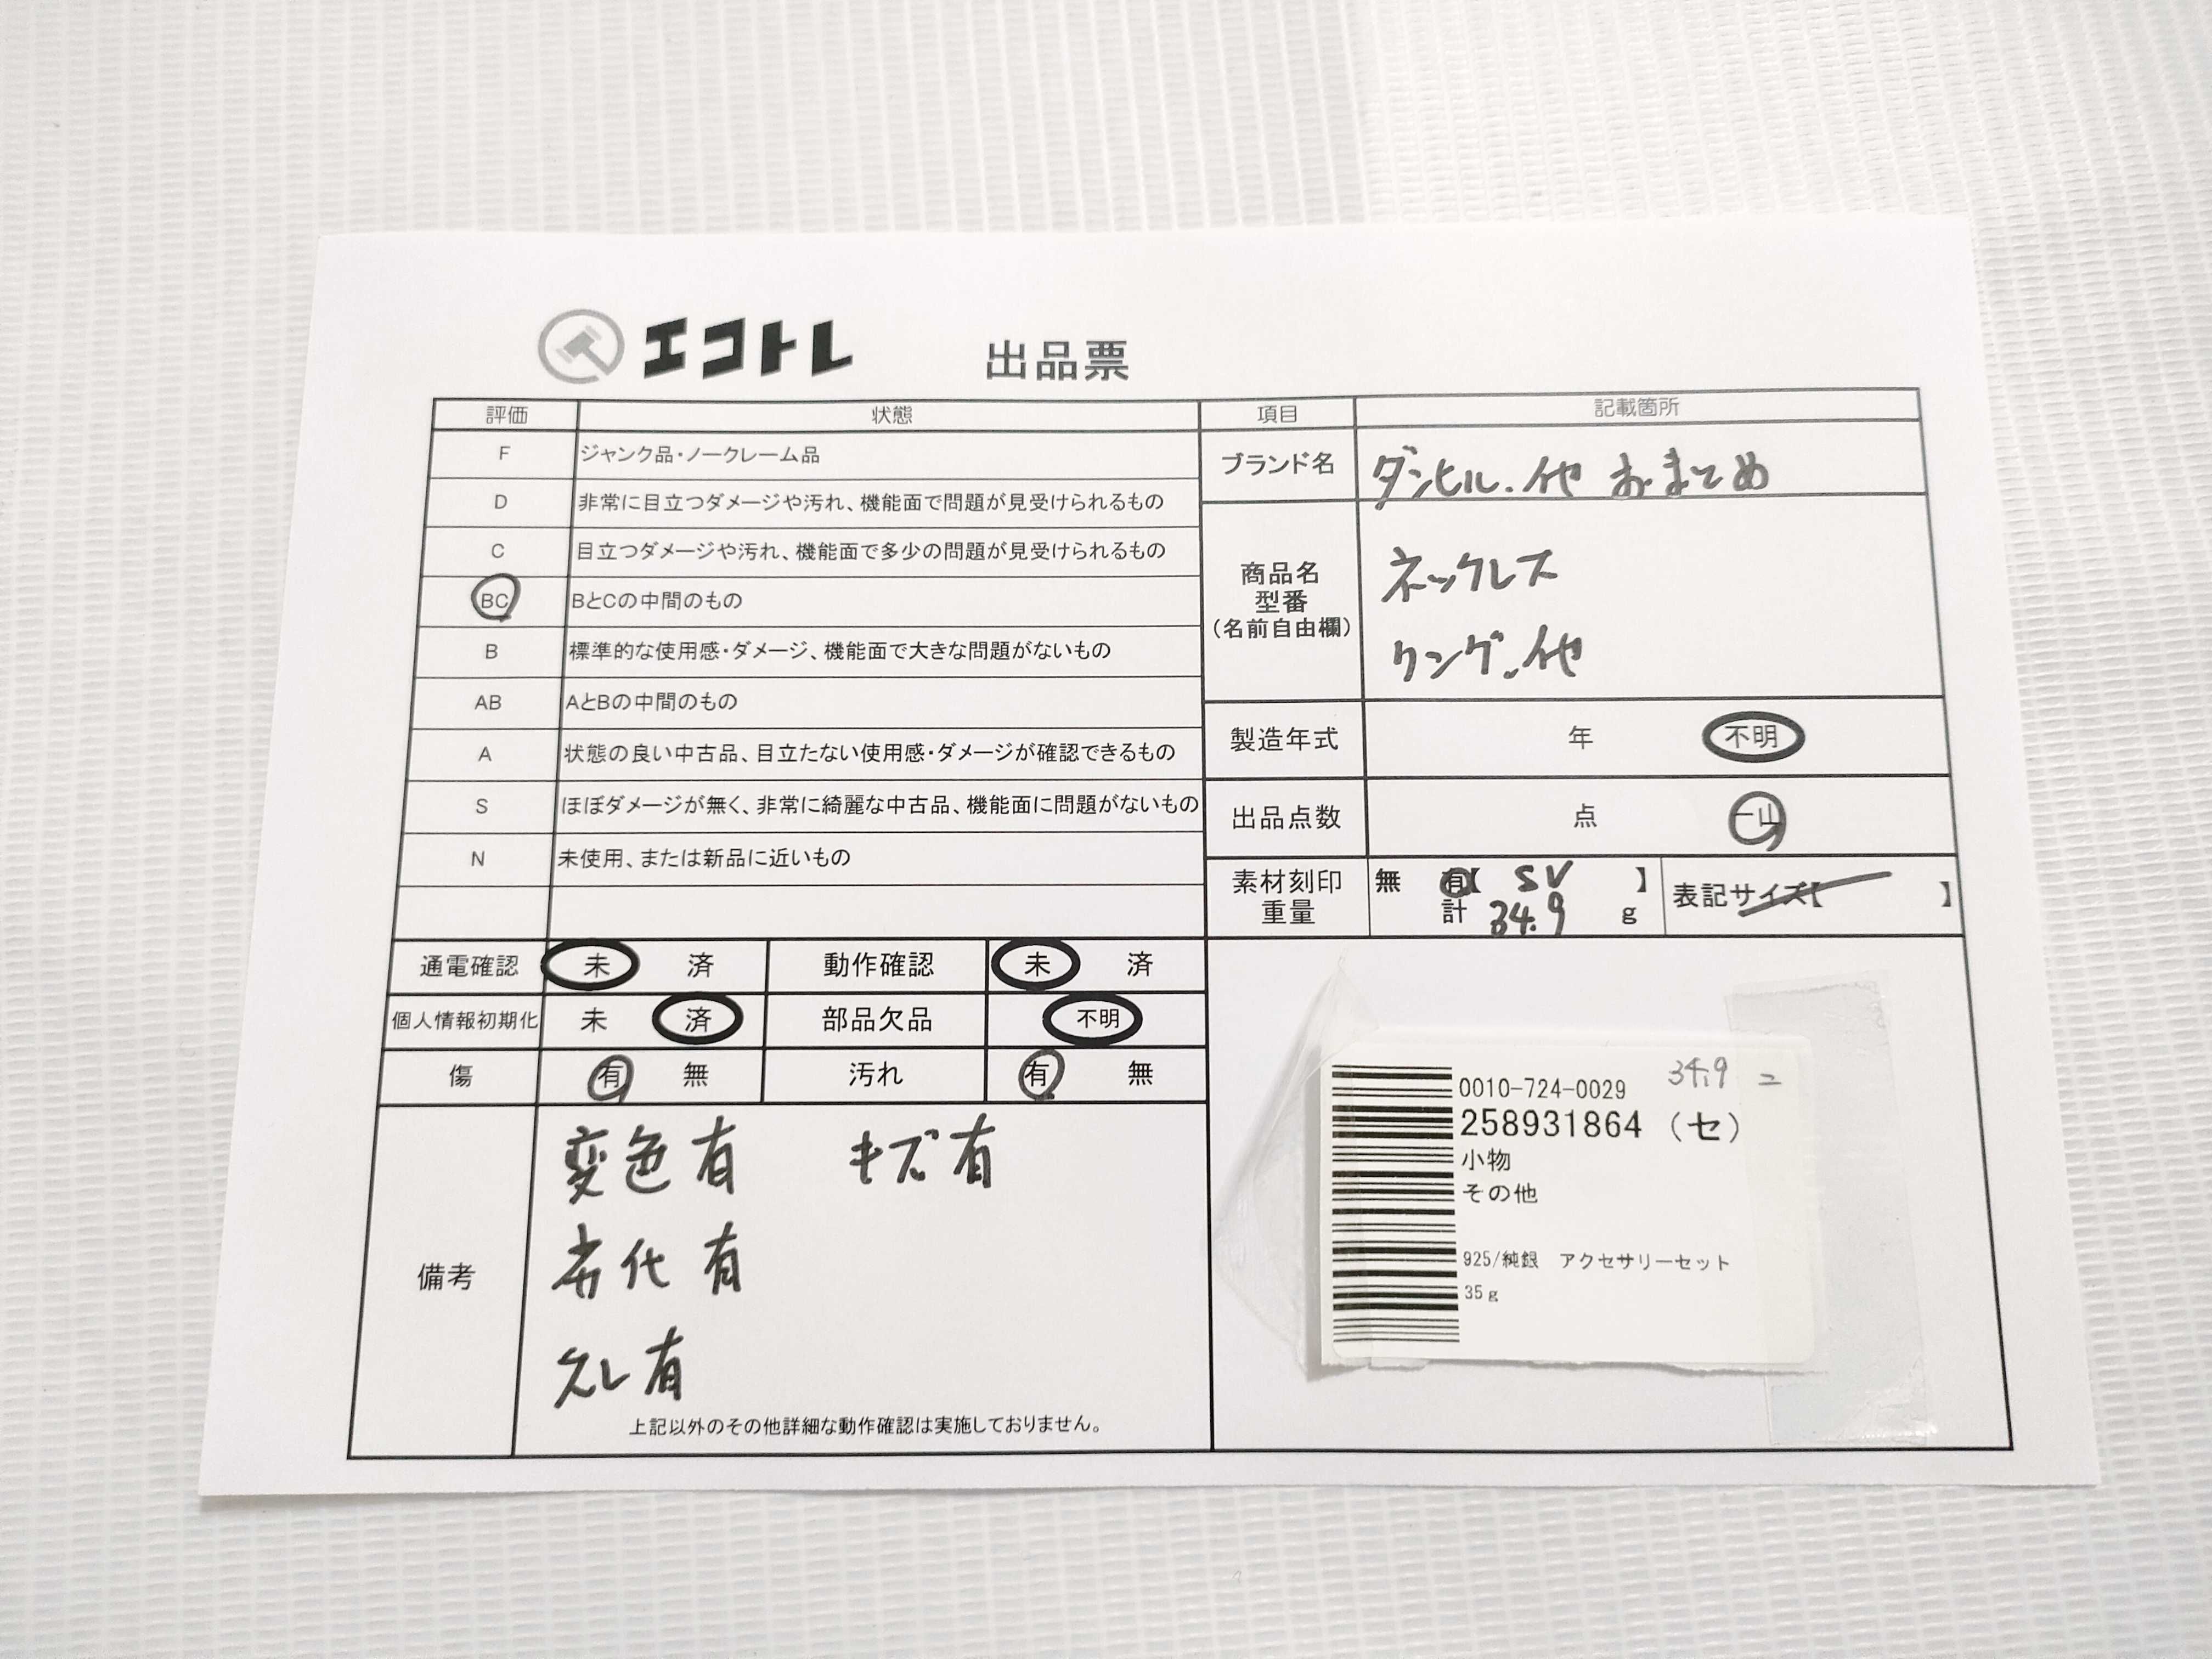 エコトレ 出品票
評価 状態
F ジャンク品・ノークレーム品
D 非常に目立つダメージや汚れ、機能面で問題が見受けられるもの
C 目立つダメージや汚れ、機能面で多少の問題が見受けられるもの
BC BとCの中間のもの
B 標準的な使用感・ダメージ、機能面で大きな問題がないもの
AB AとBの中間のもの
A 状態の良い中古品、目立たない使用感・ダメージが確認できるもの
S ほぼダメージが無く、非常に綺麗な中古品、機能面に問題がないもの
N 未使用、または新品に近いもの
項目 記載箇所
ブランド名 ダンヒル.他 おまとめ
商品名
型番
(名前自由欄)
ネックレス
リング.他
製造年式 年 不明
出品点数 点 一山
素材刻印 無 有【 SV 】
重量 計 34.9 g
表記サイズ【 】
通電確認 未 済 動作確認 未 済
個人情報初期化 未 済 部品欠品 不明
傷 有 無 汚れ 有 無
備考
変色有 キズ有
劣化有
スレ有
上記以外のその他詳細な動作確認は実施しておりません。
34.9 ニ
0010-724-0029
258931864 (セ)
小物
その他
925/純銀 アクセサリーセット
35g